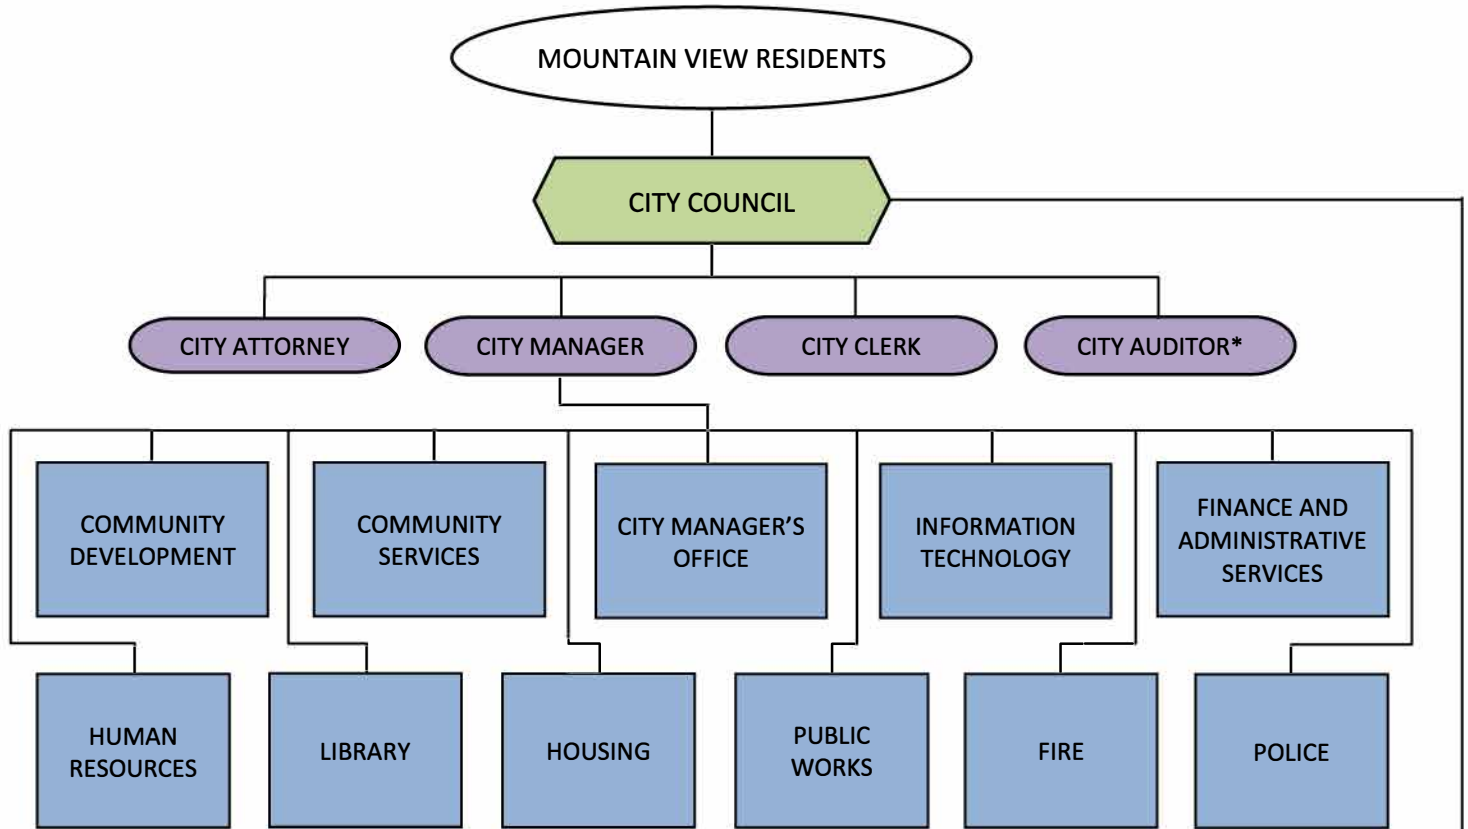 MOUNTAIN VIEW RESIDENTS
CITY COUNCIL
CITY ATTORNEY
CITY MANAGER
CITY CLERK
CITY AUDITOR*
COMMUNITY
DEVELOPMENT
COMMUNITY
SERVICES
CITY MANAGER’S
OFFICE
INFORMATION
TECHNOLOGY
FINANCE AND
ADMINISTRATIVE
SERVICES
HUMAN
RESOURCES
LIBRARY
HOUSING
PUBLIC
WORKS
FIRE
POLICE